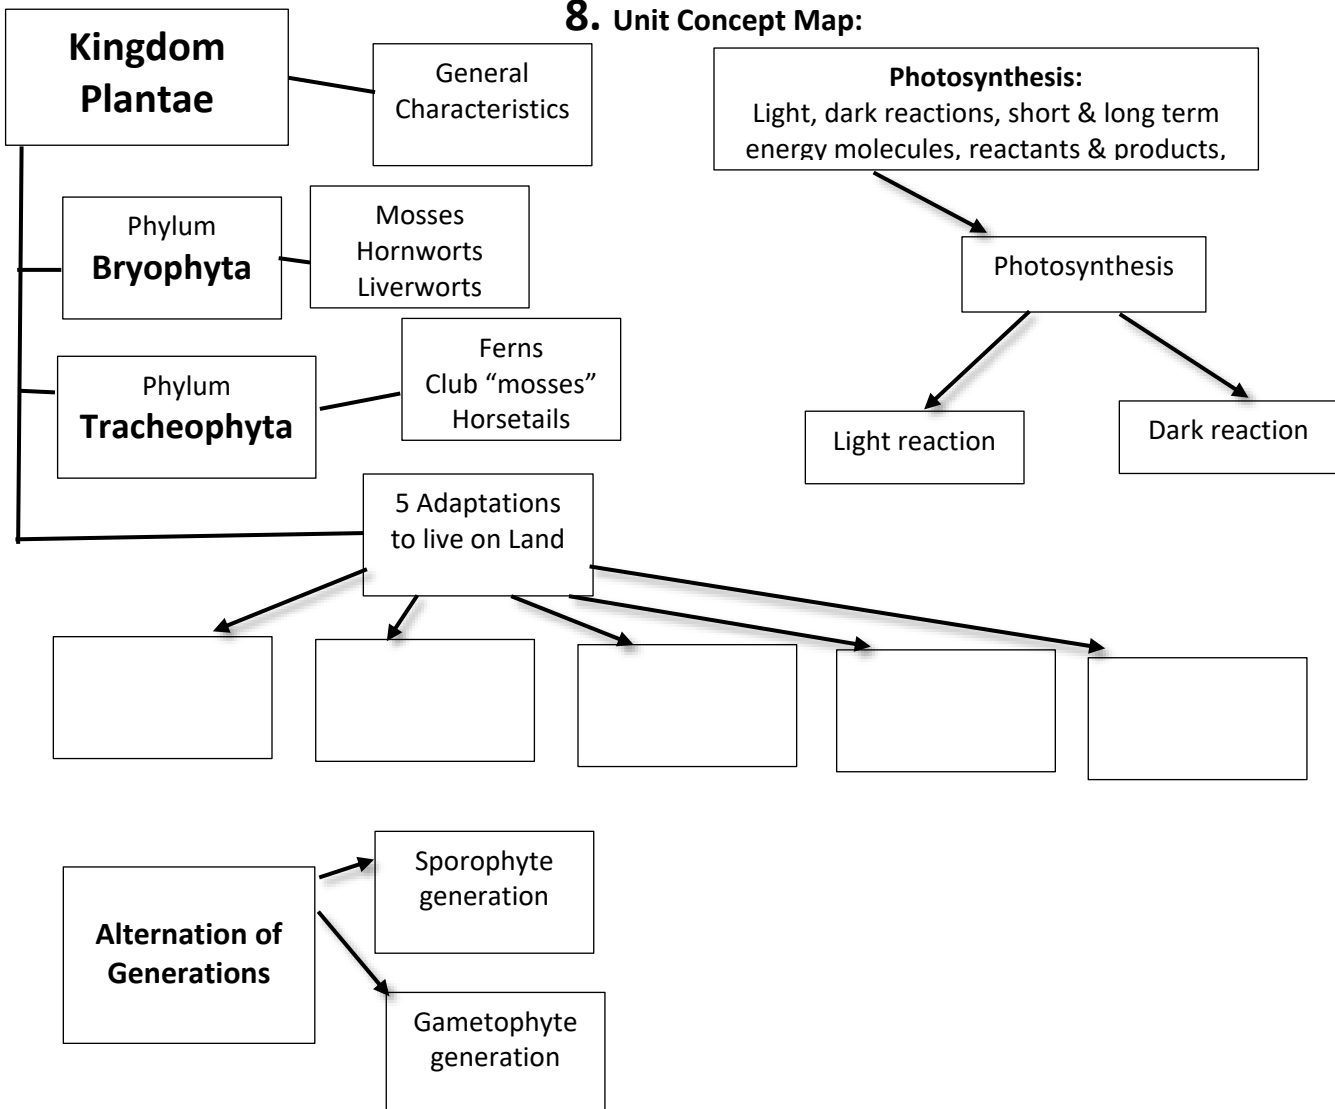 8. Unit Concept Map:
Kingdom
Plantae
General
Characteristics
Photosynthesis:
Light, dark reactions, short & long term
energy molecules, reactants & products,
Phylum
Bryophyta
Mosses
Hornworts
Liverworts
Photosynthesis
Phylum
Tracheophyta
Ferns
Club “mosses”
Horsetails
Light reaction
Dark reaction
5 Adaptations
to live on Land
Alternation of
Generations
Sporophyte
generation
Gametophyte
generation